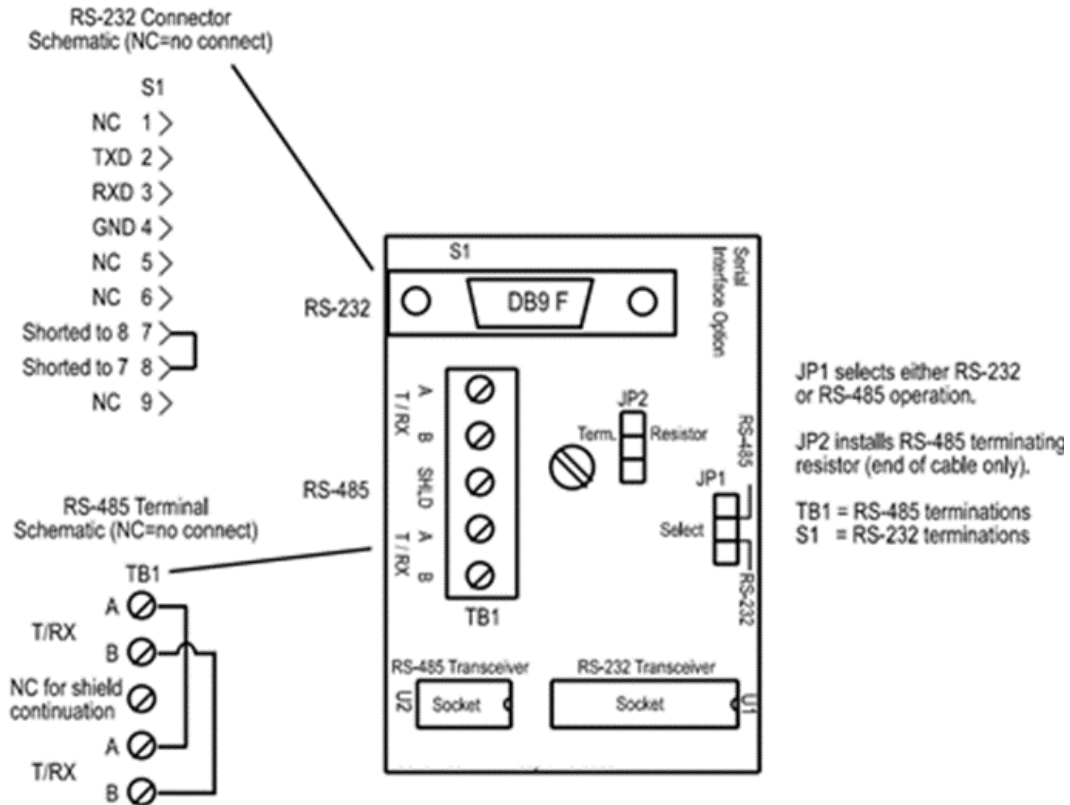 RS-232 Connector
Schematic (NC=no connect)
S1
NC 1
TXD 2
RXD 3
GND 4
NC 5
NC 6
Shorted to 8 7
Shorted to 7 8
NC 9
RS-485 Terminal
Schematic (NC=no connect)
TB1
A
T/RX
B
NC for shield
continuation
A
T/RX
B
S1
Serial
Interface Option
RS-232
DB9 F
RS-485
A
T / RX
B
SHLD
A
T / RX
B
TB1
JP2
Term. Resistor
RS-485
JP1
Select
RS-232
RS-485 Transceiver
U2
Socket
RS-232 Transceiver
Socket
U1
JP1 selects either RS-232
or RS-485 operation.
JP2 installs RS-485 terminating
resistor (end of cable only).
TB1 = RS-485 terminations
S1 = RS-232 terminations